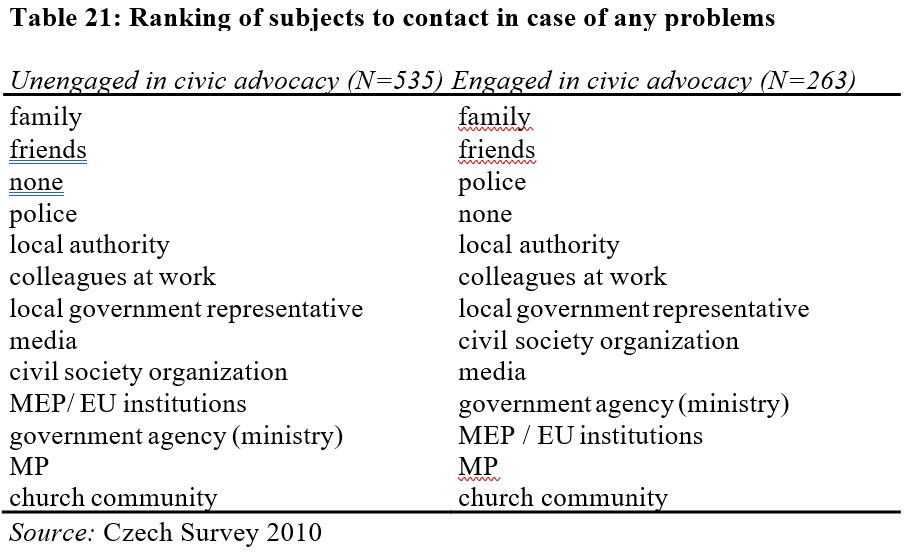 Table 21: Ranking of subjects to contact in case of any problems
Unengaged in civic advocacy (N=535) Engaged in civic advocacy (N=263)
family family
friends friends
none police
police none
local authority local authority
colleagues at work colleagues at work
local government representative local government representative
media civil society organization
civil society organization media
MEP/ EU institutions government agency (ministry)
government agency (ministry) MEP / EU institutions
MP MP
church community church community
Source: Czech Survey 2010